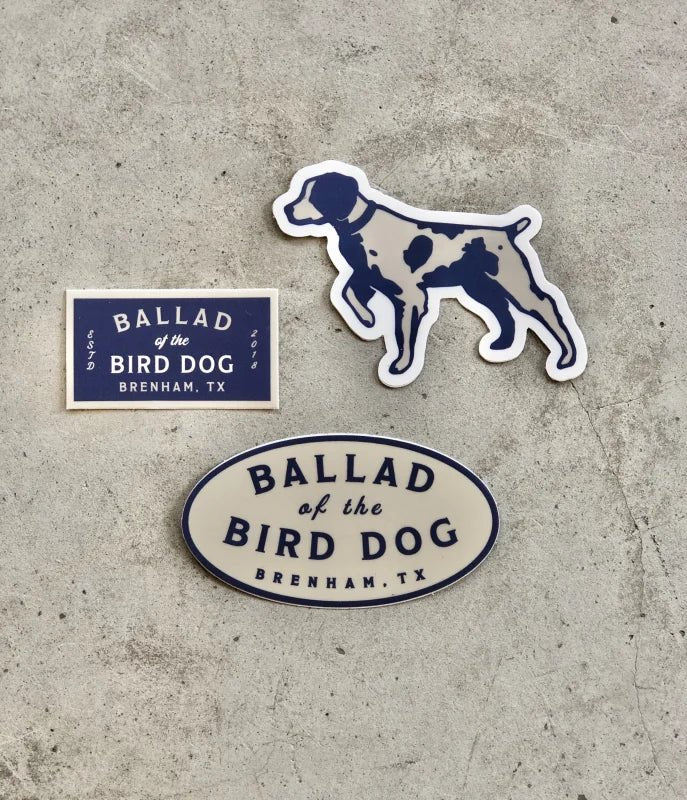 BALLAD
of the
BIRD DOG
BRENHAM, TX
ESTD
2018
BALLAD
of the
BIRD DOG
BRENHAM, TX